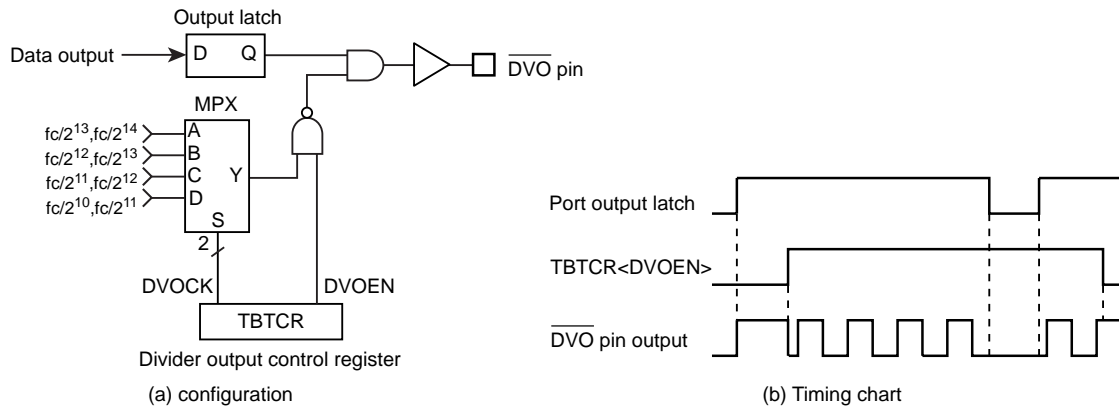 Output latch
Data output
D Q
DVO pin
MPX
fc/2^13,fc/2^14
A
fc/2^12,fc/2^13
B
fc/2^11,fc/2^12
C
Y
fc/2^10,fc/2^11
D
S
2
DVOCK
DVOEN
TBTCR
Divider output control register
(a) configuration
Port output latch
TBTCR<DVOEN>
DVO pin output
(b) Timing chart